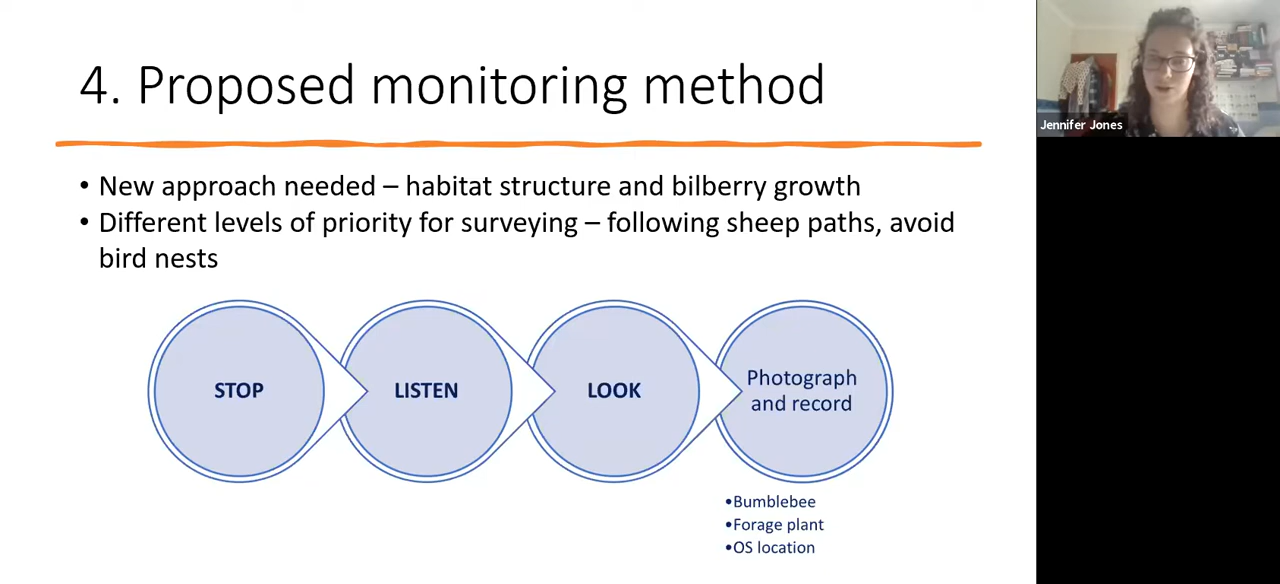 4. Proposed monitoring method
• New approach needed – habitat structure and bilberry growth
• Different levels of priority for surveying – following sheep paths, avoid
bird nests
STOP
LISTEN
LOOK
Photograph
and record
•Bumblebee
•Forage plant
•OS location
Jennifer Jones